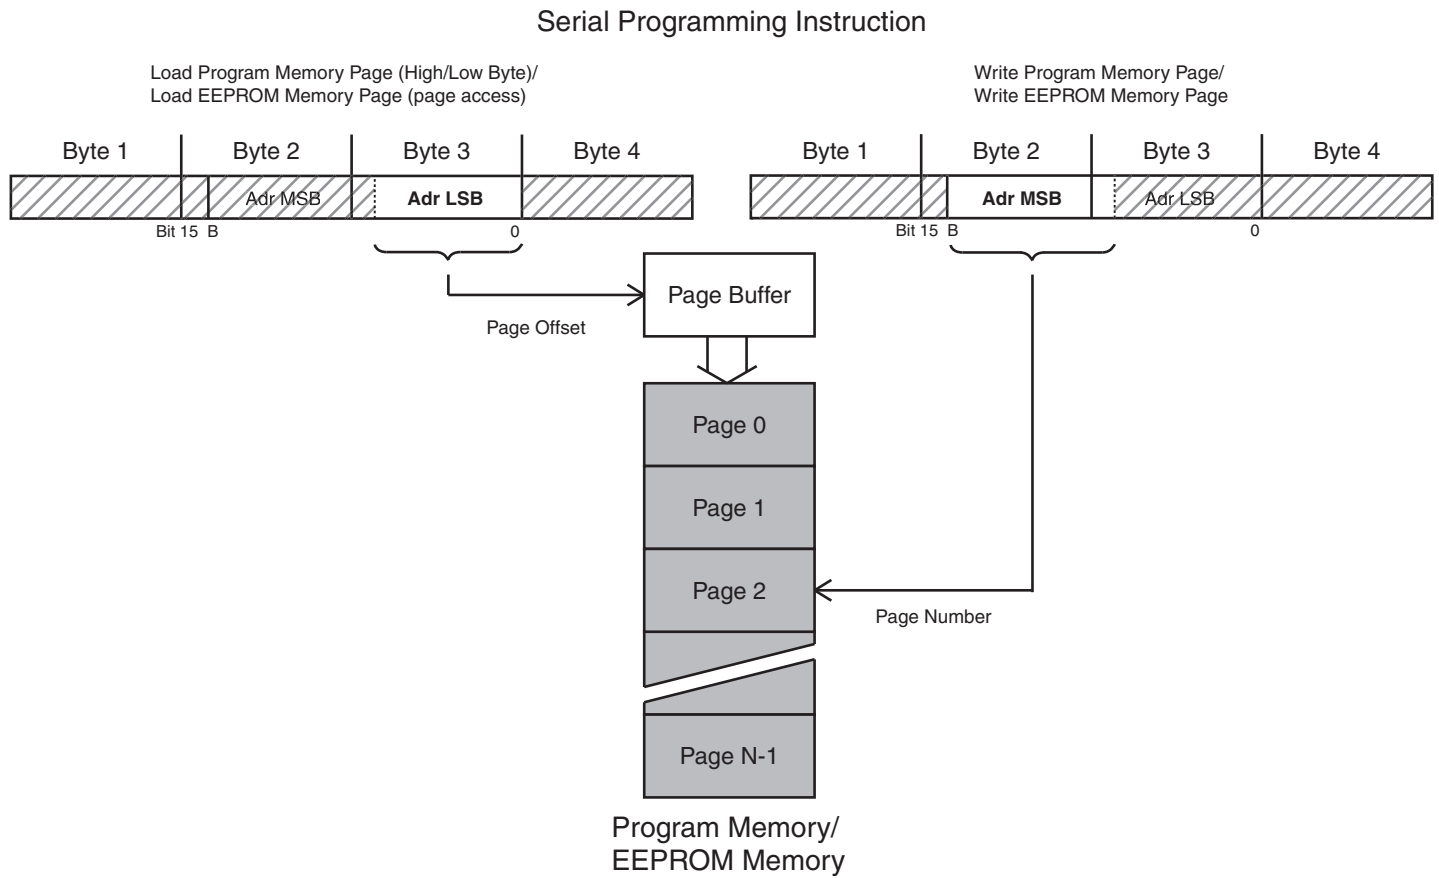 Serial Programming Instruction
Load Program Memory Page (High/Low Byte)/
Load EEPROM Memory Page (page access)
Byte 1 Byte 2 Byte 3 Byte 4
Adr MSB Adr LSB
Bit 15 B 0
Write Program Memory Page/
Write EEPROM Memory Page
Byte 1 Byte 2 Byte 3 Byte 4
Adr MSB Adr LSB
Bit 15 B 0
Page Buffer
Page Offset
Page 0
Page 1
Page 2
Page Number
Page N-1
Program Memory/
EEPROM Memory